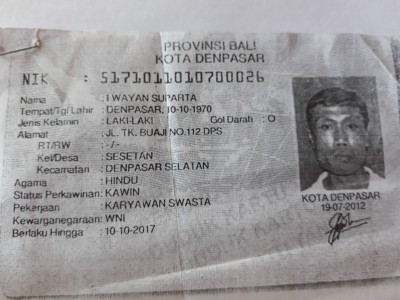 PROVINSI BALI
KOTA DENPASAR
NIK : 5171011010700026
Nama : I WAYAN SUPARTA
Tempat/Tgl Lahir : DENPASAR, 10-10-1970
Jenis Kelamin : LAKI-LAKI Gol Darah : O
Alamat : JL. TK. BUAJI NO.112 DPS
RT/RW : -/-
Kel/Desa : SESETAN
Kecamatan : DENPASAR SELATAN
Agama : HINDU
Status Perkawinan: KAWIN
Pekerjaan : KARYAWAN SWASTA
Kewarganegaraan: WNI
Berlaku Hingga : 10-10-2017
KOTA DENPASAR
19-07-2012